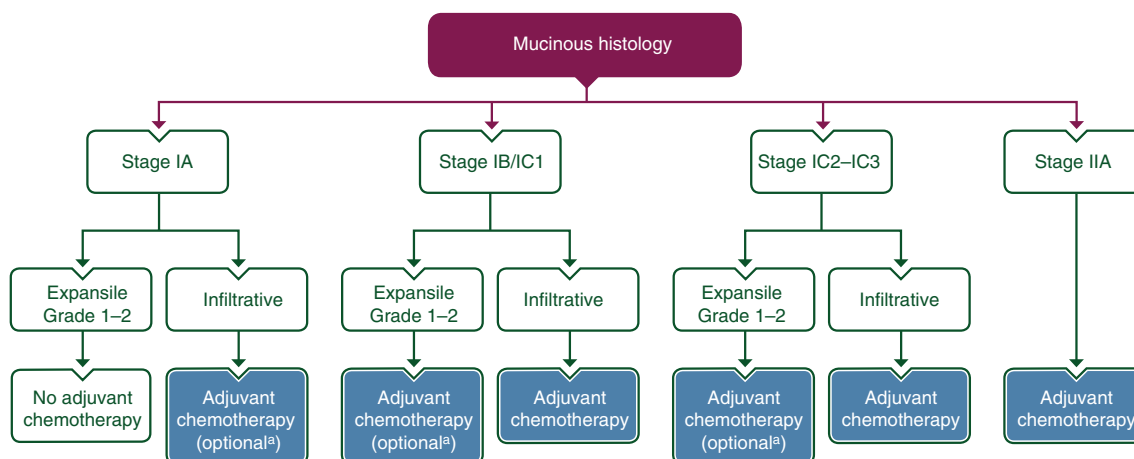 Mucinous histology
Stage IA
Stage IB/IC1
Stage IC2–IC3
Stage IIA
Expansile
Grade 1–2
Infiltrative
Expansile
Grade 1–2
Infiltrative
Expansile
Grade 1–2
Infiltrative
No adjuvant
chemotherapy
Adjuvant
chemotherapy
(optionalᵃ)
Adjuvant
chemotherapy
(optionalᵃ)
Adjuvant
chemotherapy
Adjuvant
chemotherapy
(optionalᵃ)
Adjuvant
chemotherapy
Adjuvant
chemotherapy